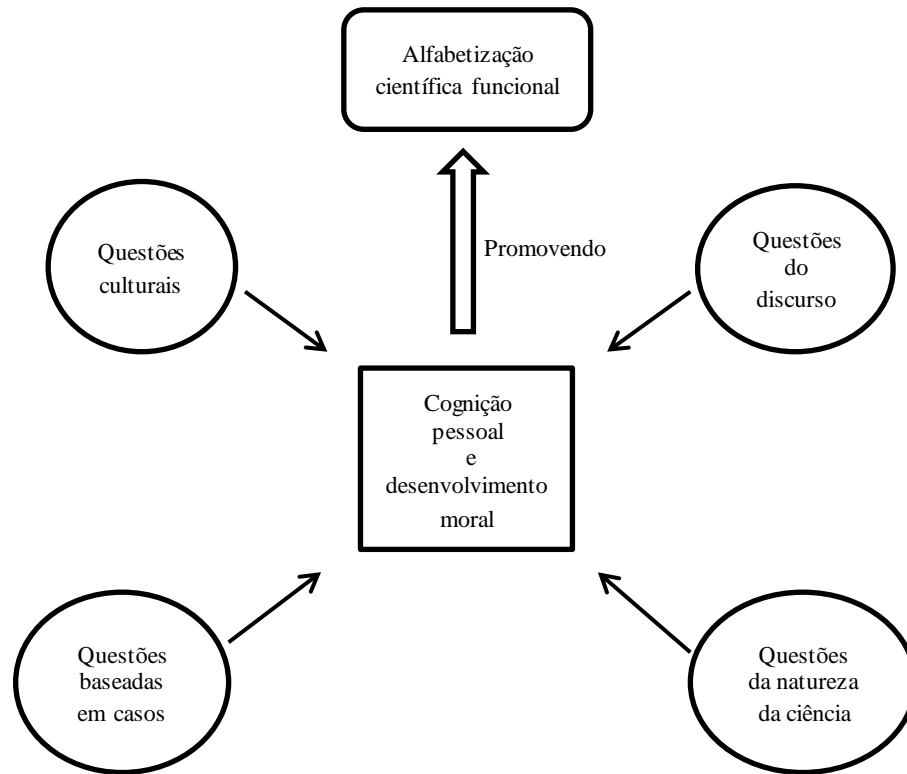 Alfabetização
científica funcional
Promovendo
Questões
culturais
Questões
do
discurso
Cognição
pessoal
e
desenvolvimento
moral
Questões
baseadas
em casos
Questões
da natureza
da ciência